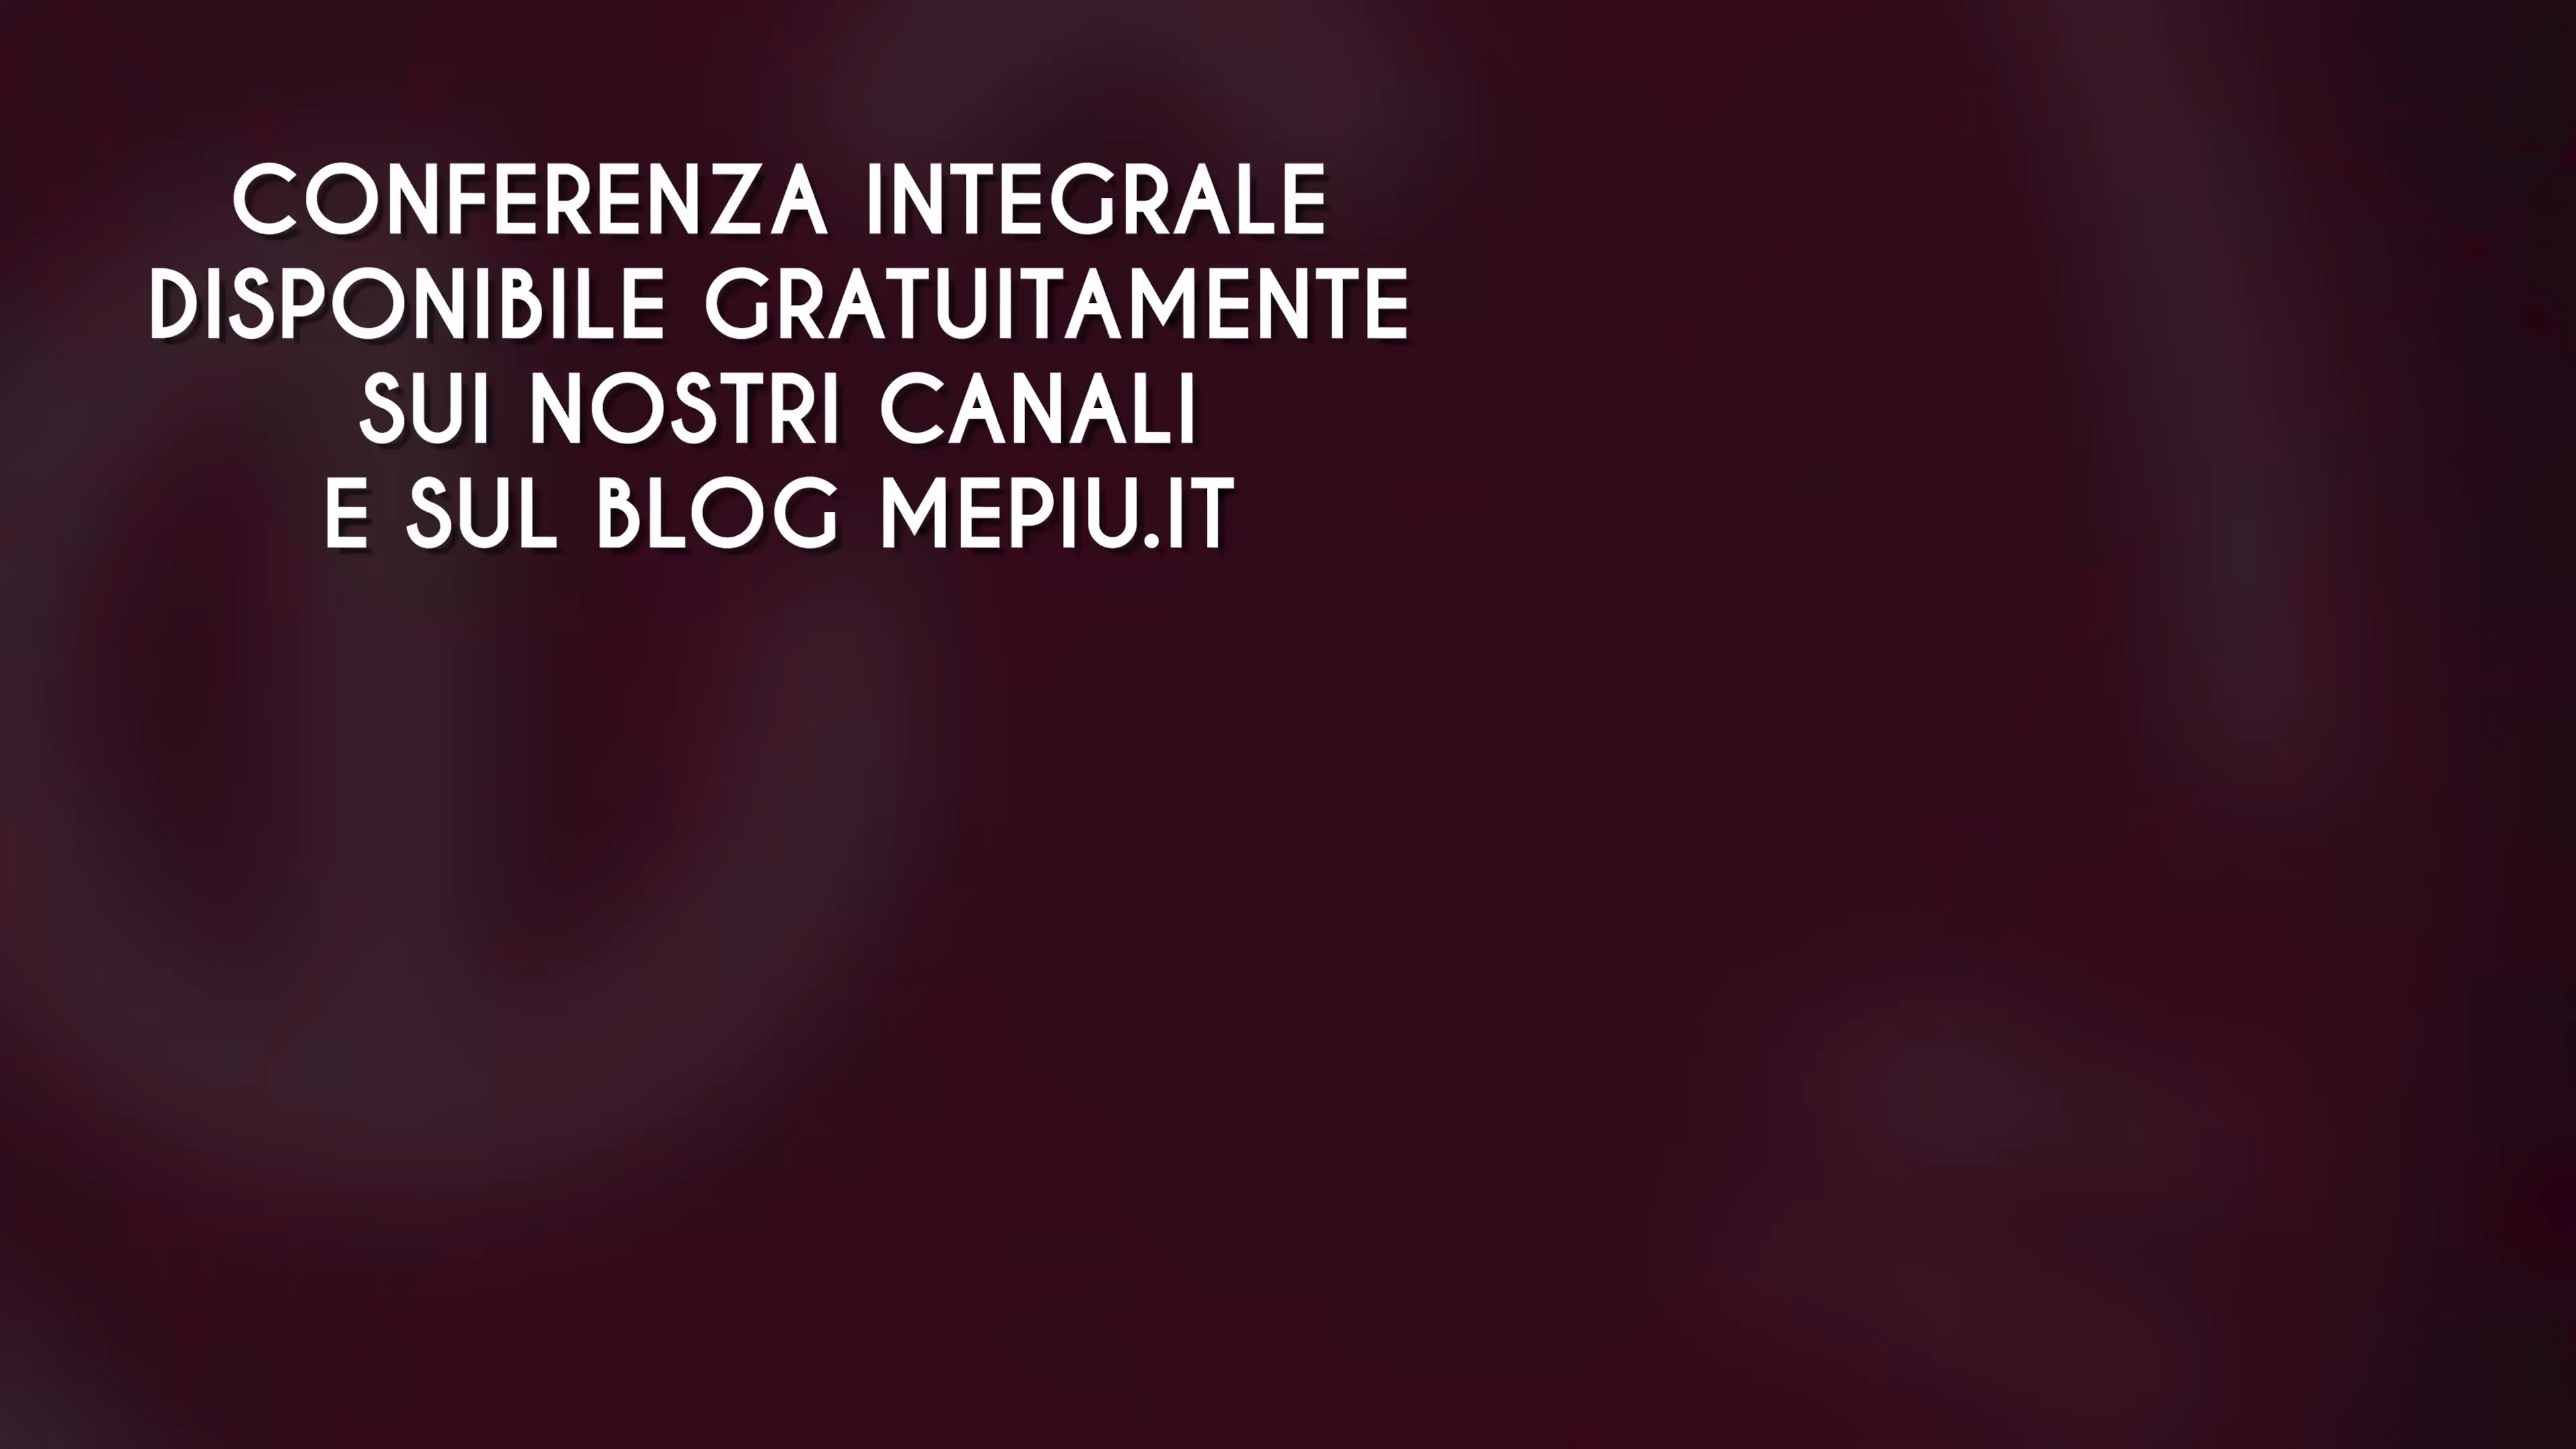 CONFERENZA INTEGRALE
DISPONIBILE GRATUITAMENTE
SUI NOSTRI CANALI
E SUL BLOG MEPIU.IT